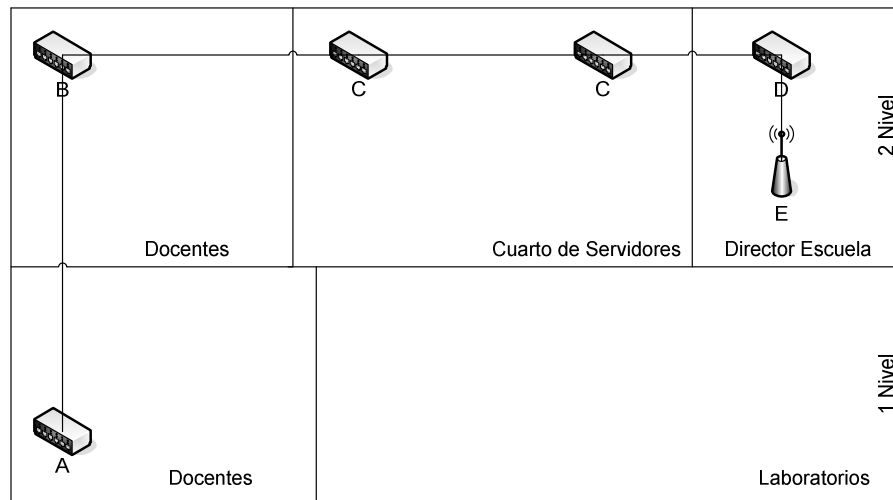 B
C
C
D
E
2 Nivel
Docentes
Cuarto de Servidores
Director Escuela
A
1 Nivel
Docentes
Laboratorios